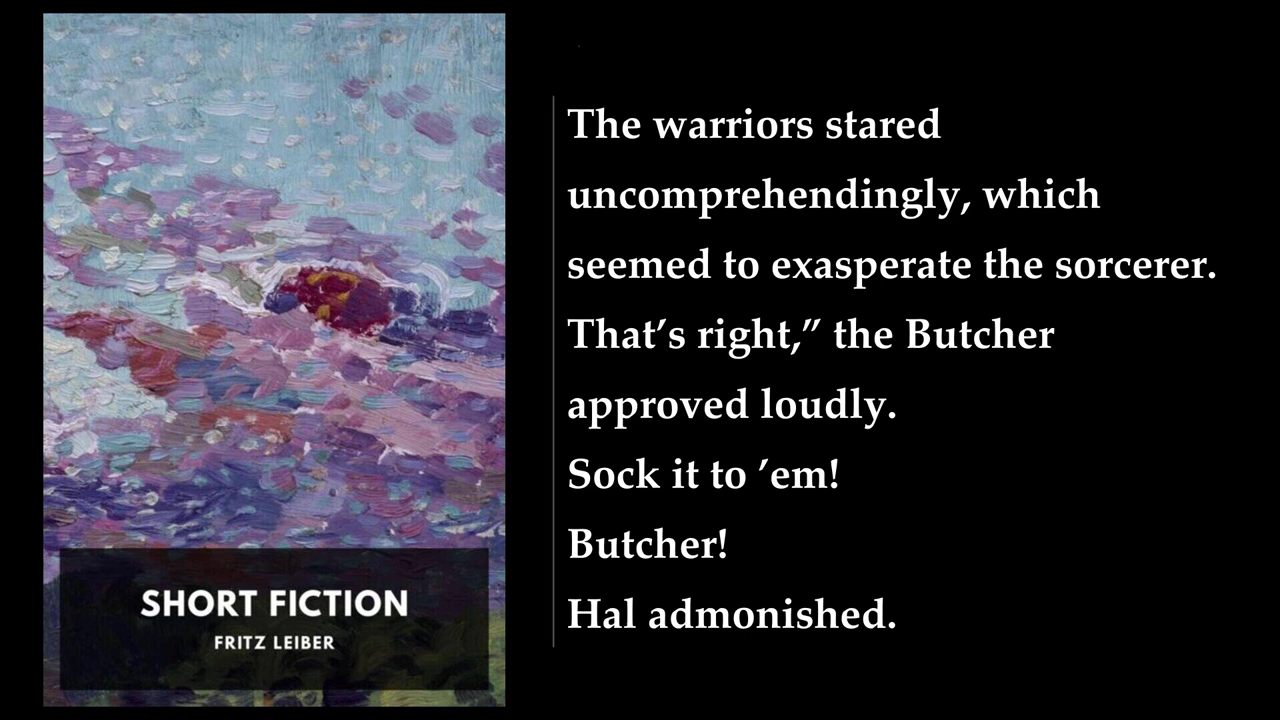 SHORT FICTION
FRITZ LEIBER
The warriors stared
uncomprehendingly, which
seemed to exasperate the sorcerer.
That’s right,” the Butcher
approved loudly.
Sock it to ’em!
Butcher!
Hal admonished.